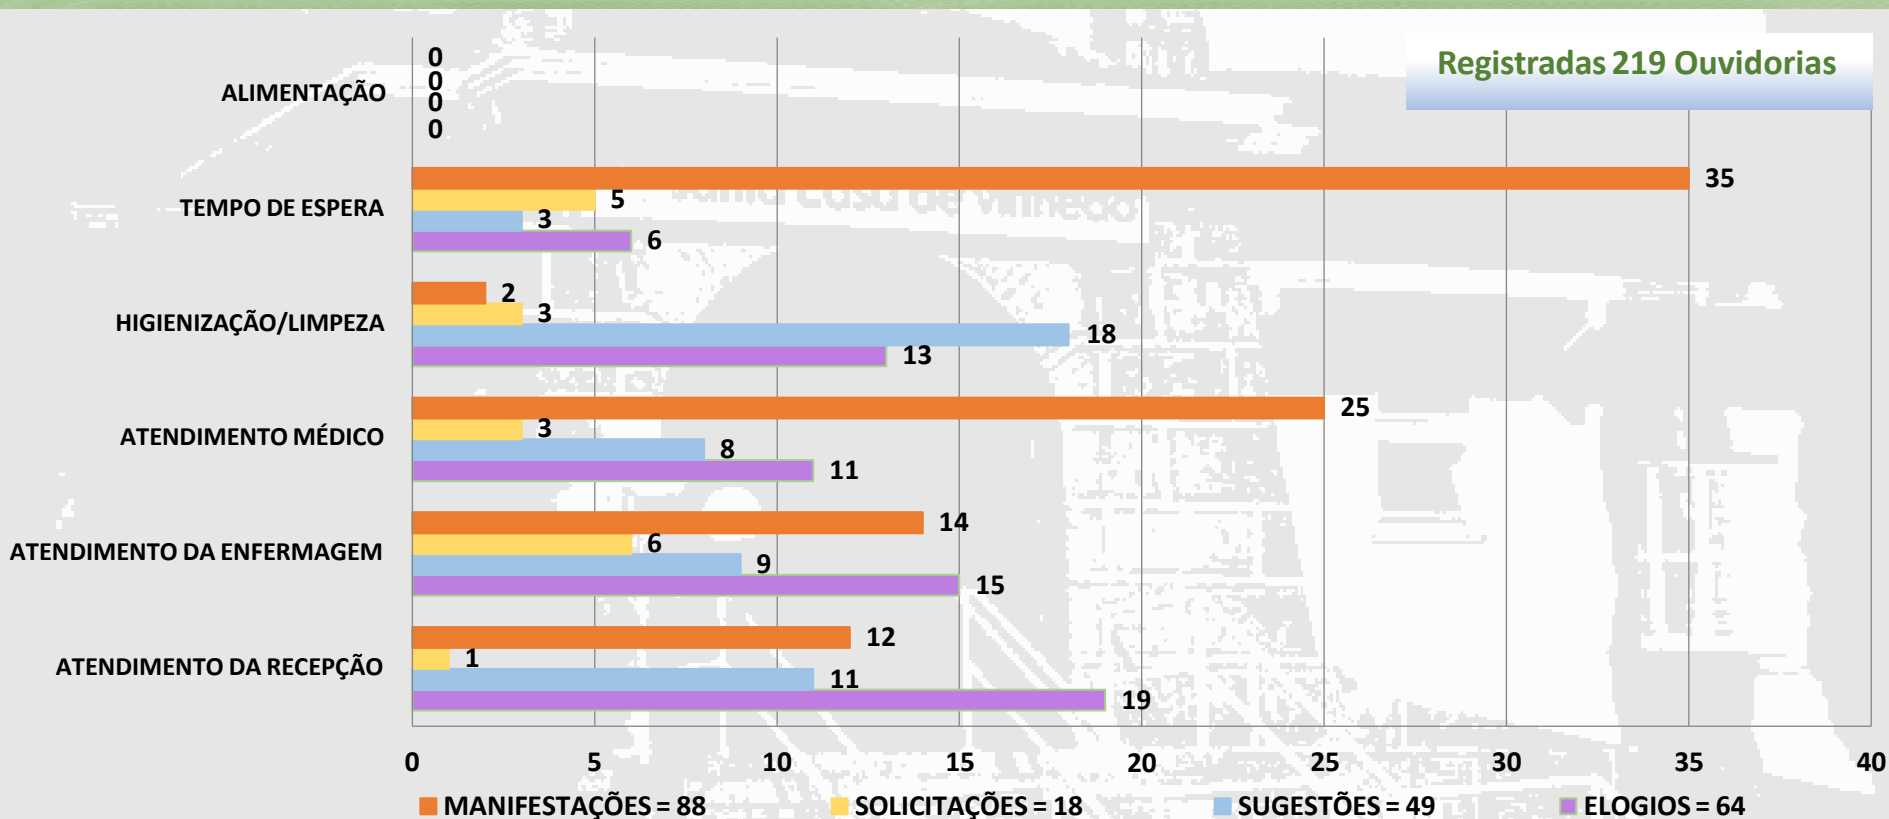 Registradas 219 Ouvidorias
0
0
0
0
ALIMENTAÇÃO
35
5
3
6
TEMPO DE ESPERA
2
3
18
13
HIGIENIZAÇÃO/LIMPEZA
25
3
8
11
ATENDIMENTO MÉDICO
14
6
9
15
ATENDIMENTO DA ENFERMAGEM
12
1
11
19
ATENDIMENTO DA RECEPÇÃO
0 5 10 15 20 25 30 35 40
MANIFESTAÇÕES = 88 SOLICITAÇÕES = 18 SUGESTÕES = 49 ELOGIOS = 64